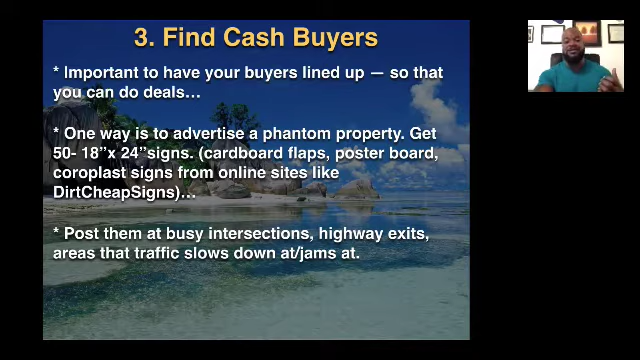 3. Find Cash Buyers
* Important to have your buyers lined up — so that
you can do deals…
* One way is to advertise a phantom property. Get
50- 18”x 24”signs. (cardboard flaps, poster board,
coroplast signs from online sites like
DirtCheapSigns)…
* Post them at busy intersections, highway exits,
areas that traffic slows down at/jams at.